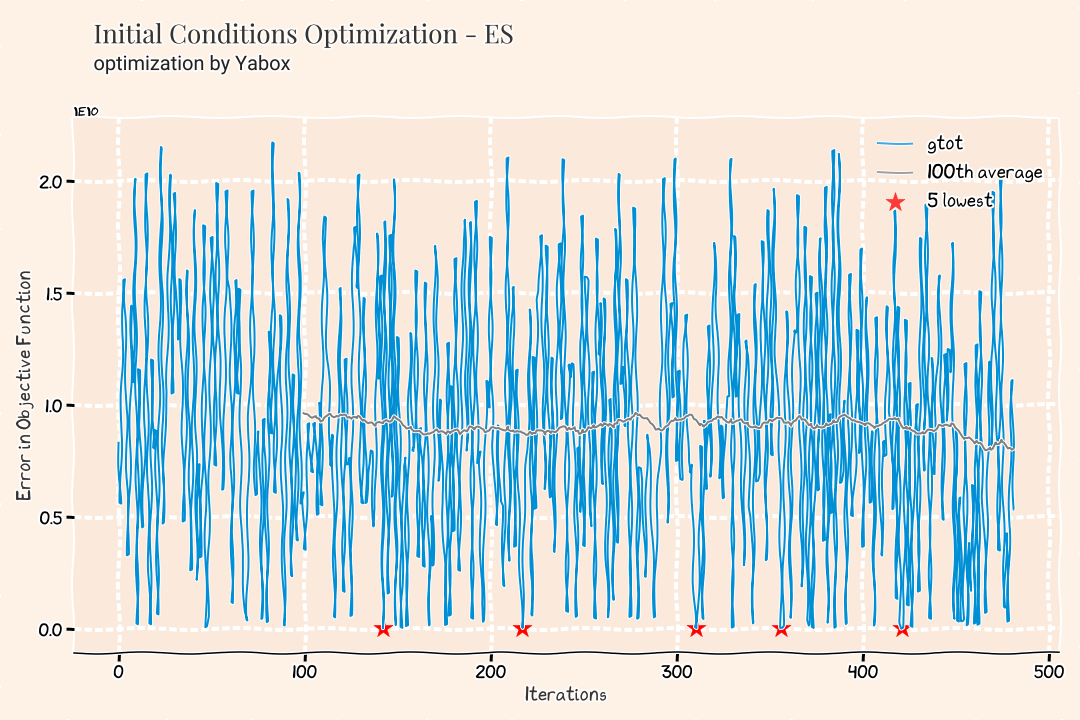 Initial Conditions Optimization - ES
optimization by Yabox
1E10
gtot
100th average
5 lowest
2.0
1.5
1.0
0.5
0.0
Error in Objective Function
0 100 200 300 400 500
Iterations